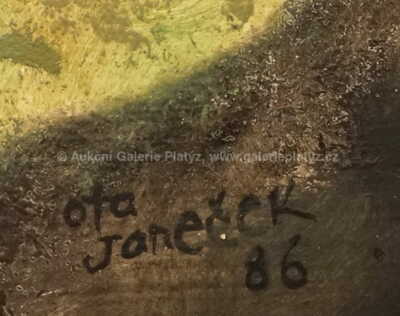 © Aukční Galerie Platýz, www.galerieplatyz.cz
ota
Janeček
86